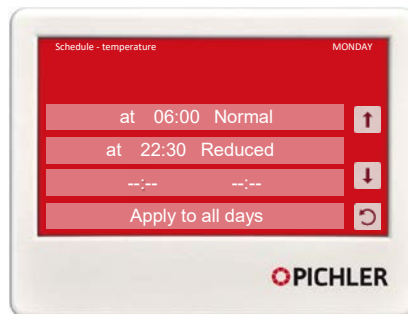 Schedule - temperature MONDAY
at 06:00 Normal
at 22:30 Reduced
--:-- --:--
Apply to all days
PICHLER